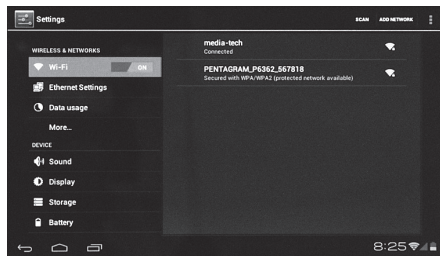 Settings
SCAN ADD NETWORK
WIRELESS & NETWORKS
Wi-Fi ON
Ethernet Settings
Data usage
More...
DEVICE
Sound
Display
Storage
Battery
media-tech
Connected
PENTAGRAM_P6362_567818
Secured with WPA/WPA2 (protected network available)
8:25